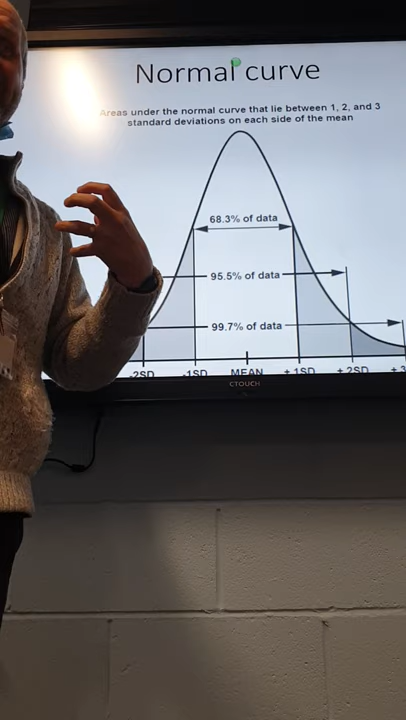 Normal curve
Areas under the normal curve that lie between 1, 2, and 3
standard deviations on each side of the mean
68.3% of data
95.5% of data
99.7% of data
-2SD -1SD MEAN + 1SD + 2SD + 3
CTOUCH